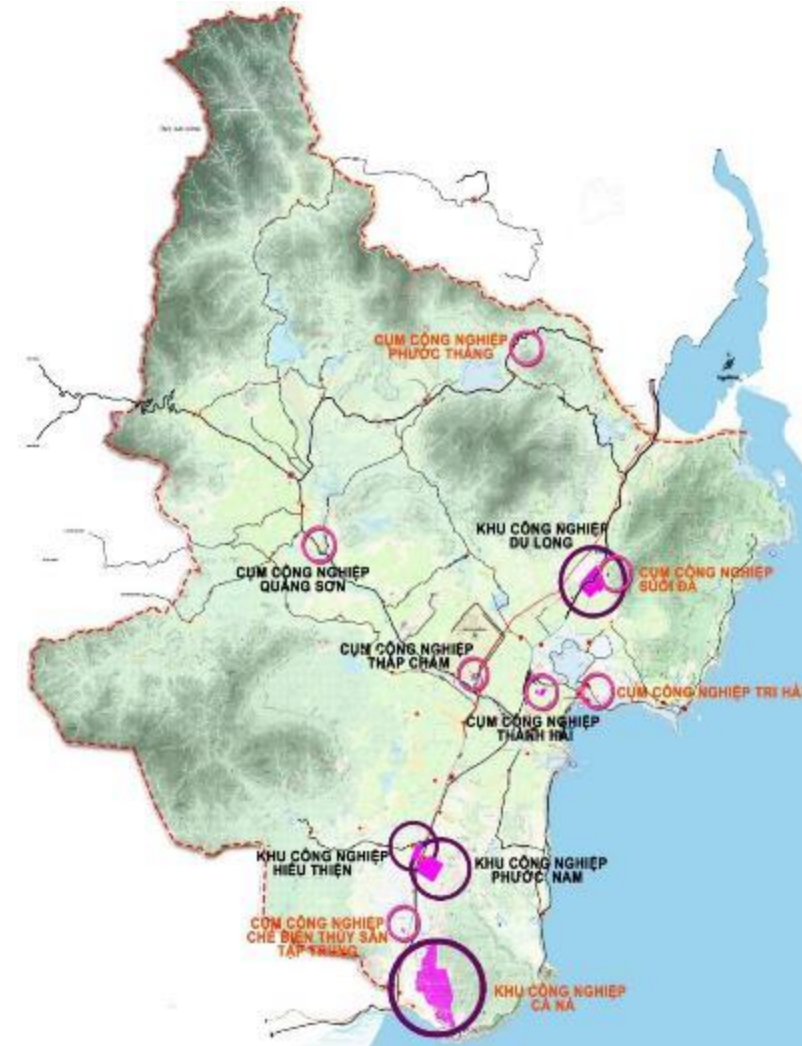 CỤM CÔNG NGHIỆP
PHƯỚC THẮNG
KHU CÔNG NGHIỆP
DU LONG
CỤM CÔNG NGHIỆP
SUỐI ĐÁ
CỤM CÔNG NGHIỆP
QUẢNG SƠN
CỤM CÔNG NGHIỆP
THÁP CHÀM
CỤM CÔNG NGHIỆP TRI HẢ
CỤM CÔNG NGHIỆP
THÀNH HẢI
KHU CÔNG NGHIỆP
HIẾU THIỆN
KHU CÔNG NGHIỆP
PHƯỚC NAM
CỤM CÔNG NGHIỆP
CHẾ BIẾN THỦY SẢN
TẬP TRUNG
KHU CÔNG NGHIỆP
CÀ NÁ